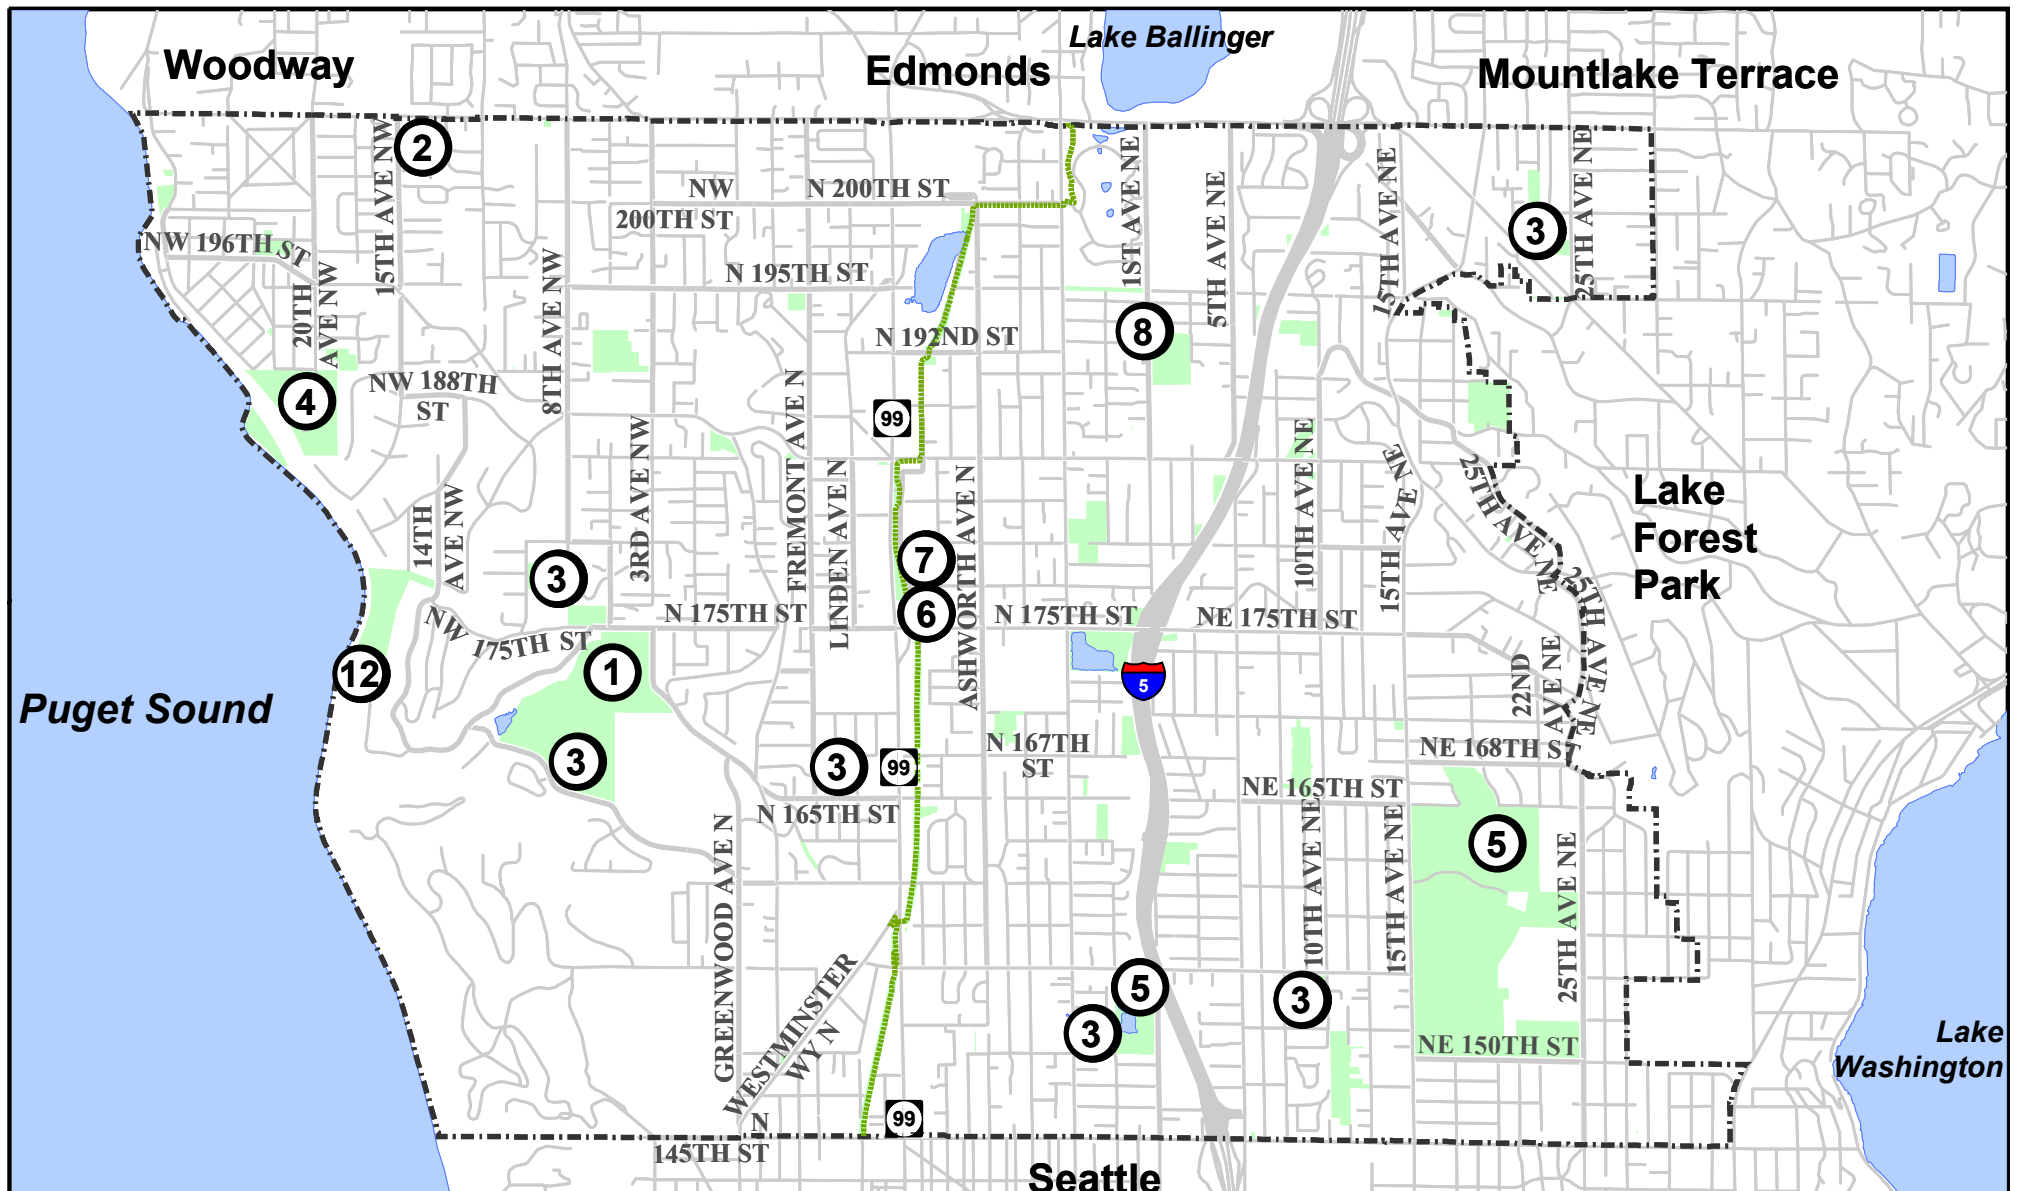 Lake Ballinger
Woodway
Edmonds
Mountlake Terrace
2
15TH AVE NW
1ST AVE NE
15TH AVE NE
25TH AVE NE
NW
200TH ST
N 200TH ST
5TH AVE NE
3
NW 196TH ST
N 195TH ST
20TH
AVE NW
8TH AVE NW
N 192ND ST
8
4
NW 188TH
ST
99
FREMONT AVE N
3RD AVE NW
LINDEN AVE N
ASHWORTH AVE N
10TH AVE NE
15TH AVE NE
25TH AVE NE
25TH AVE NE
Lake
Forest
Park
14TH
AVE NW
3
7
6
N 175TH ST
N 175TH ST
NE 175TH ST
NW 175TH ST
12
1
5
22ND
AVE NE
Puget Sound
3
3
99
N 167TH
ST
NE 168TH ST
NE 165TH ST
N 165TH ST
GREENWOOD AVE N
10TH AVE NE
15TH AVE NE
5
25TH AVE NE
WESTMINSTER
WY N
5
3
3
NE 150TH ST
Lake
Washington
99
N
145TH ST
Seattle